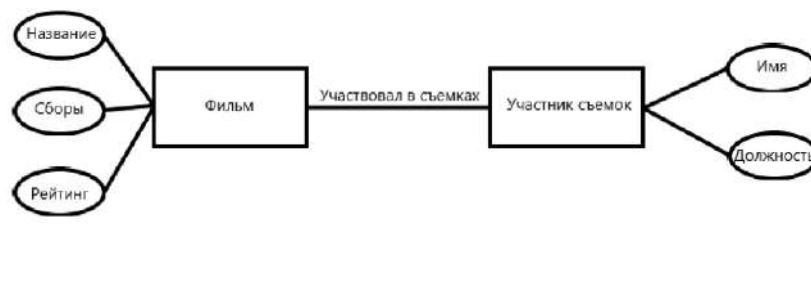 Название
Сборы
Рейтинг
Фильм
Участвовал в съемках
Участник съемок
Имя
Должность